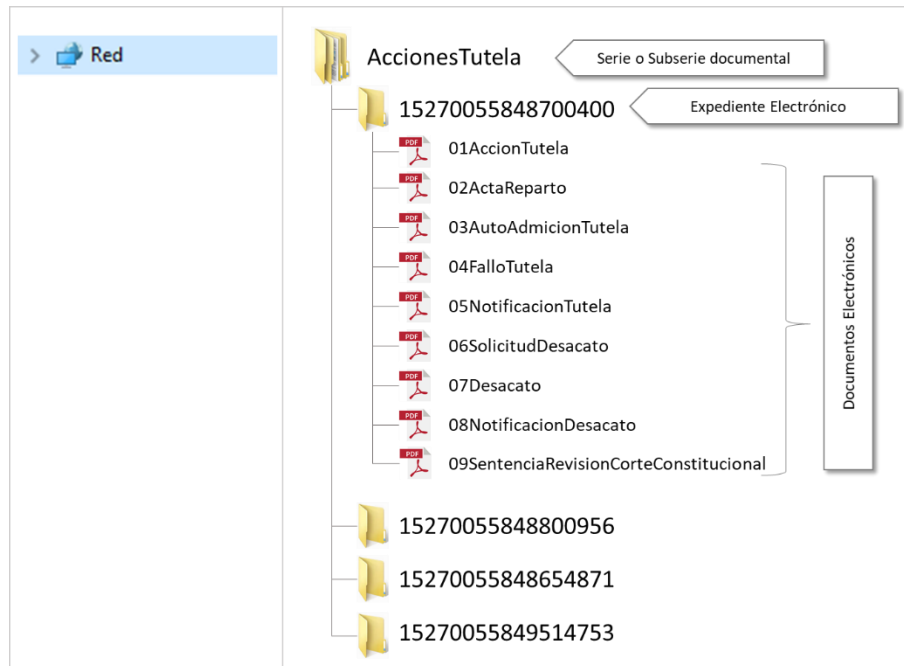 Red
AccionesTutela
Serie o Subserie documental
15270055848700400
Expediente Electrónico
PDF
01AccionTutela
PDF
02ActaReparto
PDF
03AutoAdmicionTutela
PDF
04FalloTutela
PDF
05NotificacionTutela
PDF
06SolicitudDesacato
PDF
07Desacato
PDF
08NotificacionDesacato
PDF
09SentenciaRevisionCorteConstitucional
Documentos Electrónicos
15270055848800956
15270055848654871
15270055849514753